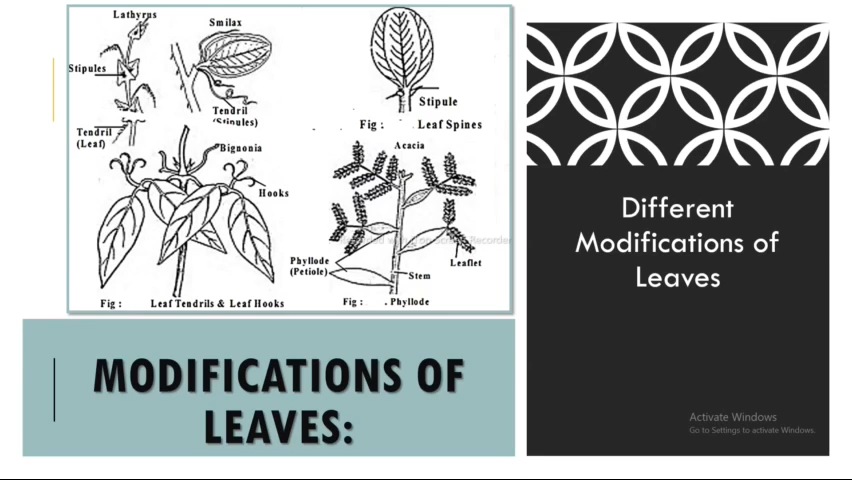 Lathyrus
Smilax
Stipules
Tendril
(Stipules)
Tendril
(Leaf)
Bignonia
Hooks
Fig : Leaf Tendrils & Leaf Hooks
Stipule
Fig : Leaf Spines
Acacia
Phyllode
(Petiole)
Leaflet
Stem
Fig : . Phyllode
MODIFICATIONS OF
LEAVES:
Different
Modifications of
Leaves
Activate Windows
Go to Settings to activate Windows.